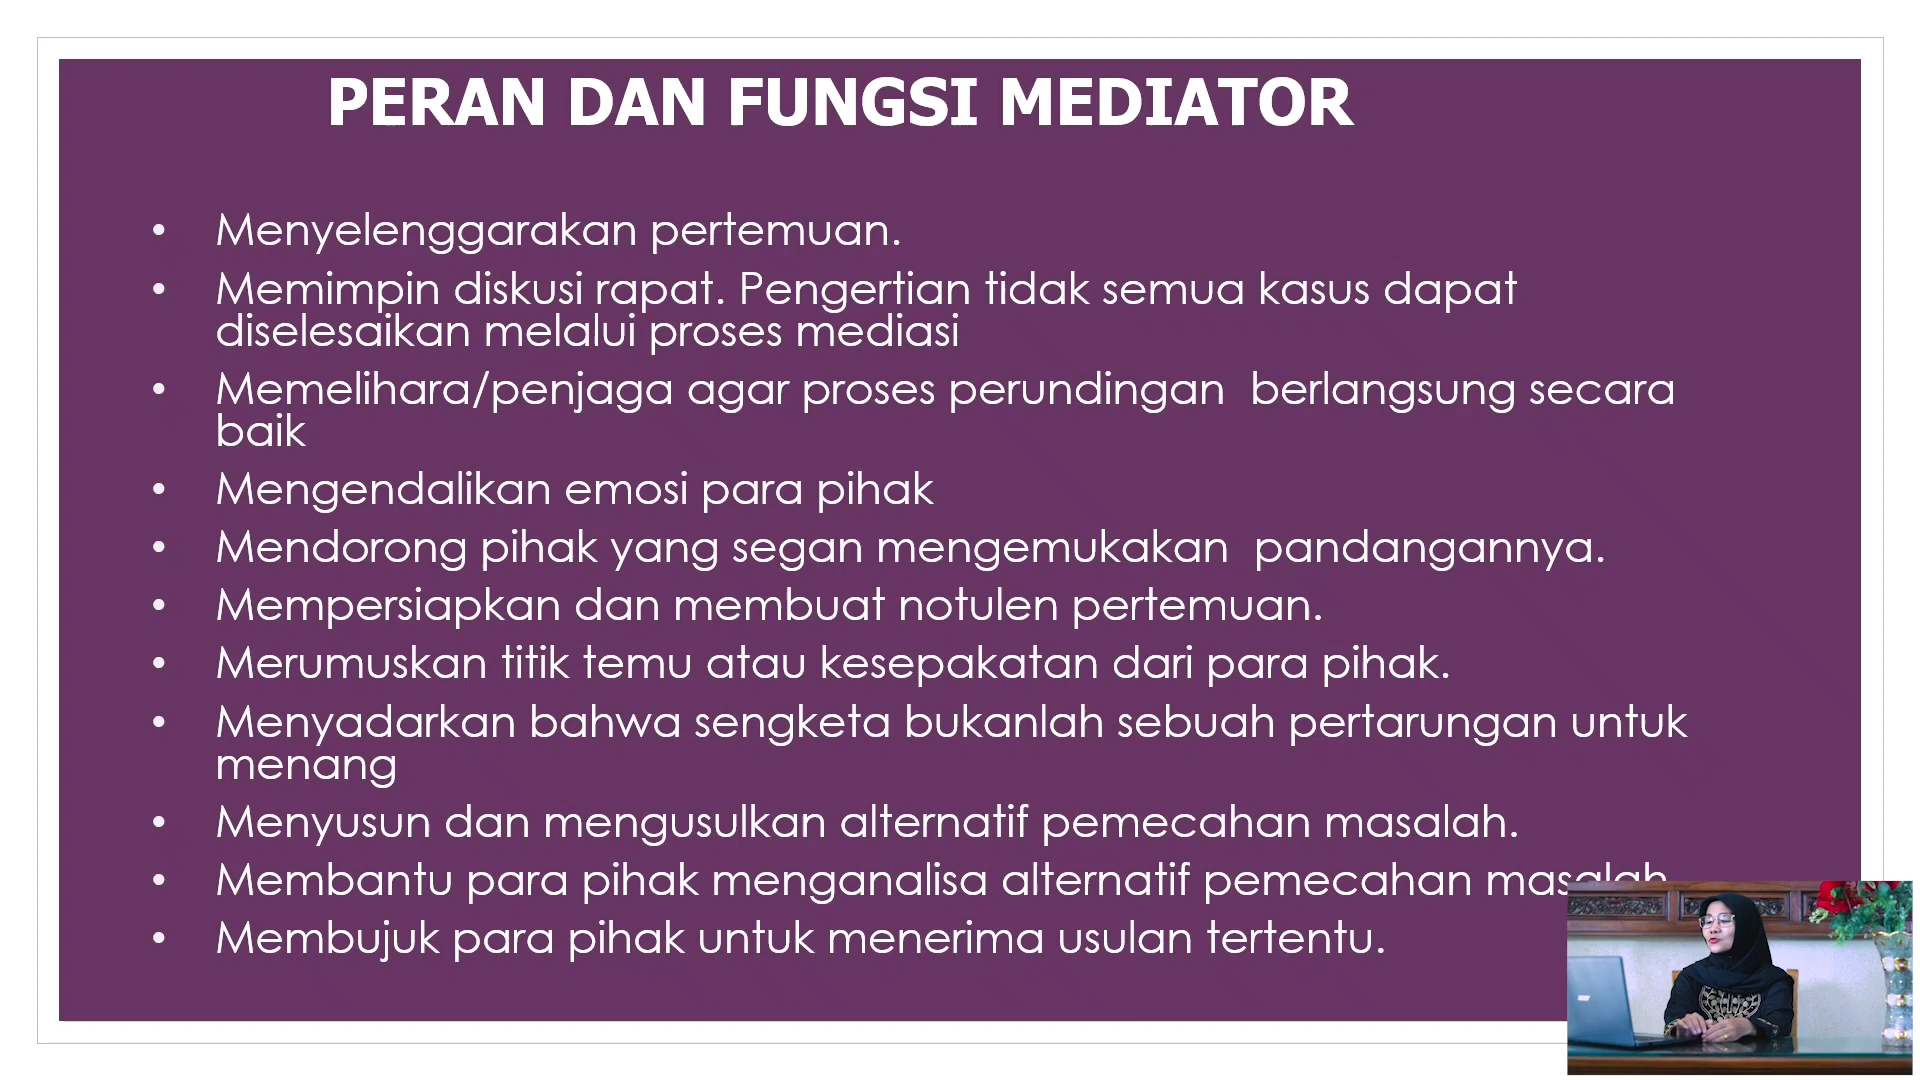 PERAN DAN FUNGSI MEDIATOR
• Menyelenggarakan pertemuan.
• Memimpin diskusi rapat. Pengertian tidak semua kasus dapat
diselesaikan melalui proses mediasi
• Memelihara/penjaga agar proses perundingan  berlangsung secara
baik
• Mengendalikan emosi para pihak
• Mendorong pihak yang segan mengemukakan  pandangannya.
• Mempersiapkan dan membuat notulen pertemuan.
• Merumuskan titik temu atau kesepakatan dari para pihak.
• Menyadarkan bahwa sengketa bukanlah sebuah pertarungan untuk
menang
• Menyusun dan mengusulkan alternatif pemecahan masalah.
• Membantu para pihak menganalisa alternatif pemecahan masalah
• Membujuk para pihak untuk menerima usulan tertentu.